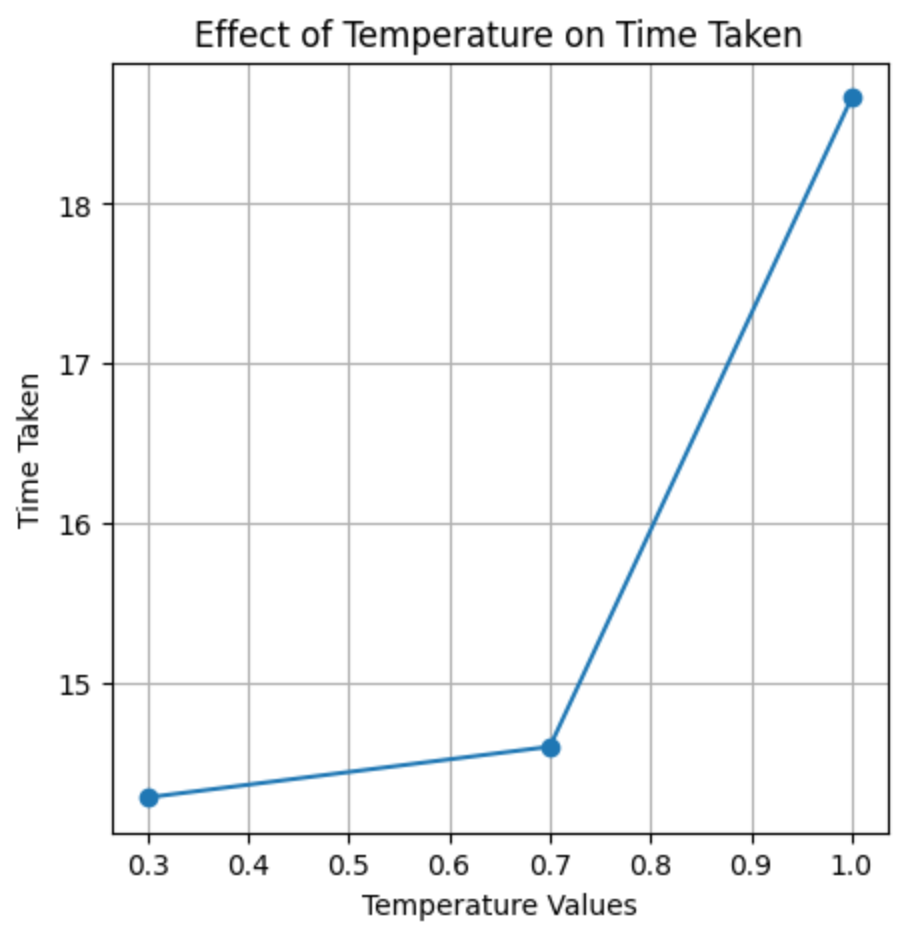 Effect of Temperature on Time Taken
18
17
16
15
Time Taken
0.3 0.4 0.5 0.6 0.7 0.8 0.9 1.0
Temperature Values